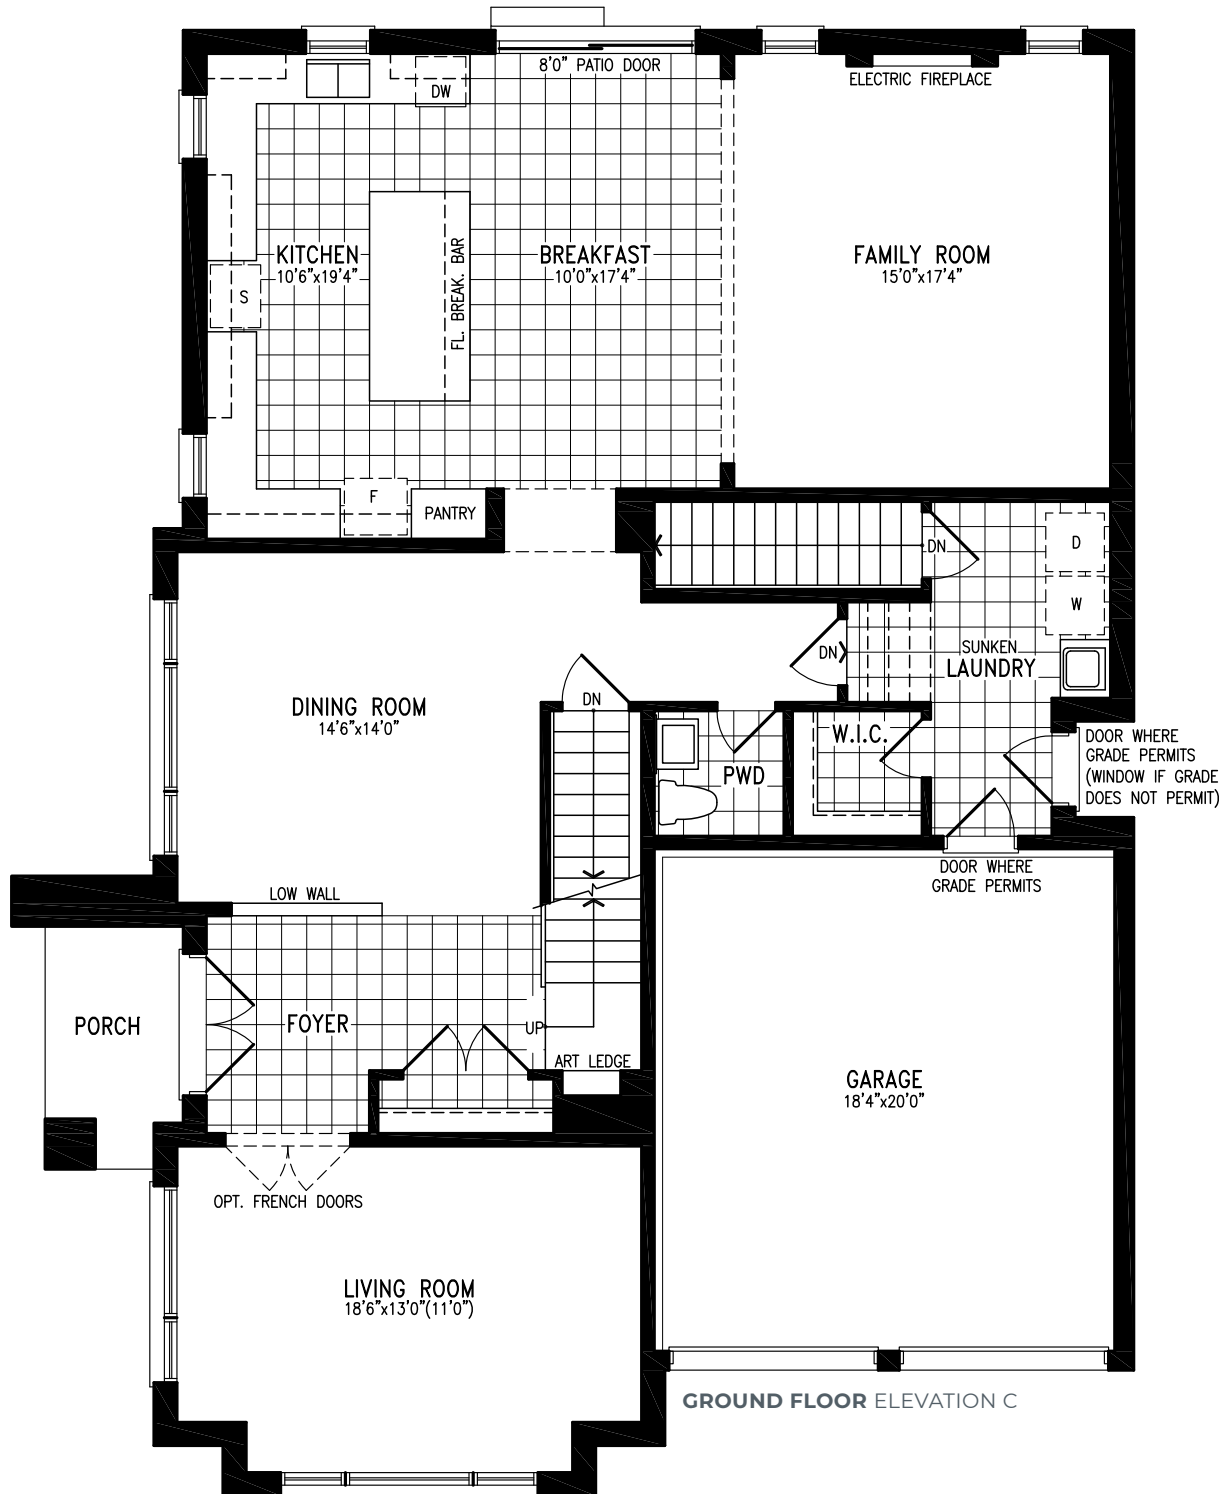 8'0" PATIO DOOR
ELECTRIC FIREPLACE
DW
KITCHEN
10'6"x19'4"
BREAKFAST
10'0"x17'4"
FAMILY ROOM
15'0"x17'4"
S
FL. BREAK. BAR
F
PANTRY
DN
D
W
DN
SUNKEN
LAUNDRY
DINING ROOM
14'6"x14'0"
DN
W.I.C.
PWD
DOOR WHERE
GRADE PERMITS
(WINDOW IF GRADE
DOES NOT PERMIT)
DOOR WHERE
GRADE PERMITS
LOW WALL
PORCH
FOYER
UP
ART LEDGE
GARAGE
18'4"x20'0"
OPT. FRENCH DOORS
LIVING ROOM
18'6"x13'0"(11'0")
GROUND FLOOR ELEVATION C